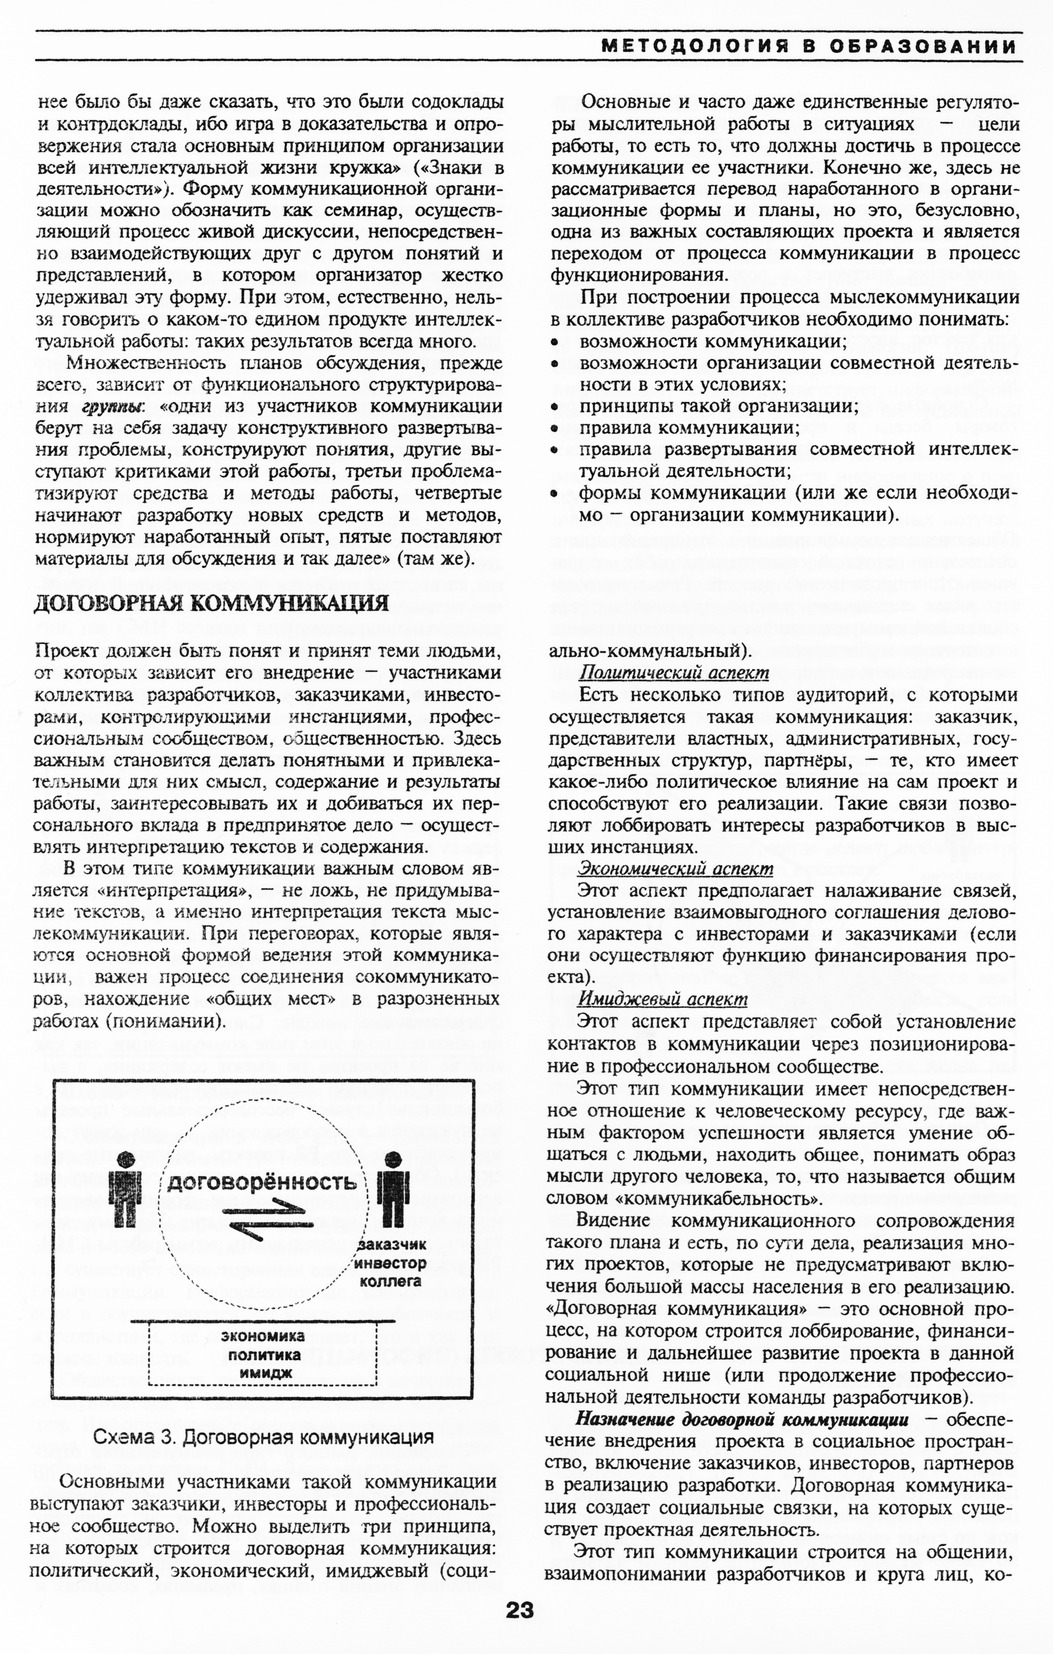 МЕТОДОЛОГИЯ В ОБРАЗОВАНИИ
нее было бы даже сказать, что это были содоклады
и контрдоклады, ибо игра в доказательства и опро-
вержения стала основным принципом организации
всей интеллектуальной жизни кружка» («Знаки в
деятельности»). Форму коммуникационной органи-
зации можно обозначить как семинар, осуществ-
ляющий процесс живой дискуссии, непосредствен-
но взаимодействующих друг с другом понятий и
представлений, в котором организатор жестко
удерживал эту форму. При этом, естественно, нель-
зя говорить о каком-то едином продукте интеллек-
туальной работы: таких результатов всегда много.
Множественность планов обсуждения, прежде
всего, зависит от функционального структурирова-
ния группы: «одни из участников коммуникации
берут на себя задачу конструктивного развертыва-
ния проблемы, конструируют понятия, другие вы-
ступают критиками этой работы, третьи проблема-
тизируют средства и методы работы, четвертые
начинают разработку новых средств и методов,
нормируют наработанный опыт, пятые поставляют
материалы для обсуждения и так далее» (там же).
Основные и часто даже единственные регулято-
ры мыслительной работы в ситуациях — цели
работы, то есть то, что должны достичь в процессе
коммуникации ее участники. Конечно же, здесь не
рассматривается перевод наработанного в органи-
зационные формы и планы, но это, безусловно,
одна из важных составляющих проекта и является
переходом от процесса коммуникации в процесс
функционирования.
При построении процесса мыслекоммуникации
в коллективе разработчиков необходимо понимать:
• возможности коммуникации;
• возможности организации совместной деятель-
ности в этих условиях;
• принципы такой организации;
• правила коммуникации;
• правила развертывания совместной интеллек-
туальной деятельности;
• формы коммуникации (или же если необходи-
мо — организации коммуникации).
ДОГОВОРНАЯ КОММУНИКАЦИЯ
Проект должен быть понят и принят теми людьми,
от которых зависит его внедрение — участниками
коллектива разработчиков, заказчиками, инвесто-
рами, контролирующими инстанциями, профес-
сиональным сообществом, общественностью. Здесь
важным становится делать понятными и привлека-
тельными для них смысл, содержание и результаты
работы, заинтересовывать их и добиваться их пер-
сонального вклада в предпринятое дело — осущест-
влять интерпретацию текстов и содержания.
В этом типе коммуникации важным словом яв-
ляется «интерпретация», — не ложь, не придумыва-
ние текстов, а именно интерпретация текста мыс-
лекоммуникации. При переговорах, которые явля-
ются основной формой ведения этой коммуника-
ции, важен процесс соединения сокоммуникато-
ров, нахождение «общих мест» в разрозненных
работах (понимании).
договорённость
заказчик
инвестор
коллега
экономика
политика
имидж
Схема 3. Договорная коммуникация
Основными участниками такой коммуникации
выступают заказчики, инвесторы и профессиональ-
ное сообщество. Можно выделить три принципа,
на которых строится договорная коммуникация:
политический, экономический, имиджевый (соци-
ально-коммунальный).
Политический аспект
Есть несколько типов аудиторий, с которыми
осуществляется такая коммуникация: заказчик,
представители властных, административных, госу-
дарственных структур, партнёры, — те, кто имеет
какое-либо политическое влияние на сам проект и
способствуют его реализации. Такие связи позво-
ляют лоббировать интересы разработчиков в выс-
ших инстанциях.
Экономический аспект
Этот аспект предполагает налаживание связей,
установление взаимовыгодного соглашения делово-
го характера с инвесторами и заказчиками (если
они осуществляют функцию финансирования про-
екта).
Имиджевый аспект
Этот аспект представляет собой установление
контактов в коммуникации через позиционирова-
ние в профессиональном сообществе.
Этот тип коммуникации имеет непосредствен-
ное отношение к человеческому ресурсу, где важ-
ным фактором успешности является умение об-
щаться с людьми, находить общее, понимать образ
мысли другого человека, то, что называется общим
словом «коммуникабельность».
Видение коммуникационного сопровождения
такого плана и есть, по сути дела, реализация мно-
гих проектов, которые не предусматривают вклю-
чения большой массы населения в его реализацию.
«Договорная коммуникация» — это основной про-
цесс, на котором строится лоббирование, финанси-
рование и дальнейшее развитие проекта в данной
социальной нише (или продолжение профессио-
нальной деятельности команды разработчиков).
Назначение договорной коммуникации — обеспе-
чение внедрения проекта в социальное простран-
ство, включение заказчиков, инвесторов, партнеров
в реализацию разработки. Договорная коммуника-
ция создает социальные связки, на которых суще-
ствует проектная деятельность.
Этот тип коммуникации строится на общении,
взаимопонимании разработчиков и круга лиц, ко-
23